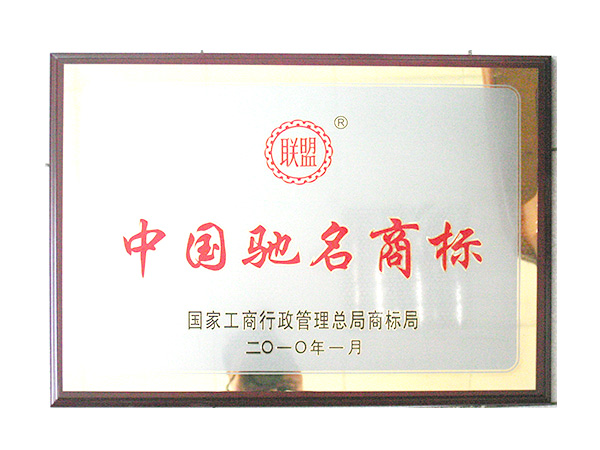 联盟 ®
中国驰名商标
国家工商行政管理总局商标局
二〇一〇年一月